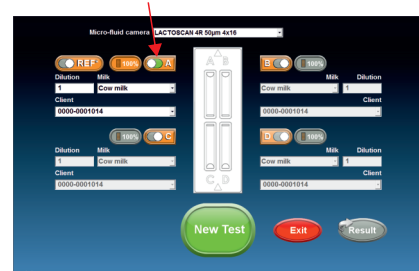 Micro-fluid camera LACTOSCAN 4R 50µm 4x16
REF 100% A
A B
B 100%
Dilution Milk
1 Cow milk
Client
0000-0001014
Milk Dilution
Cow milk 1
Client
0000-0001014
100% C
D 100%
Dilution Milk
1 Cow milk
Client
0000-0001014
Milk Dilution
Cow milk 1
Client
0000-0001014
C D
New Test
Exit
Result